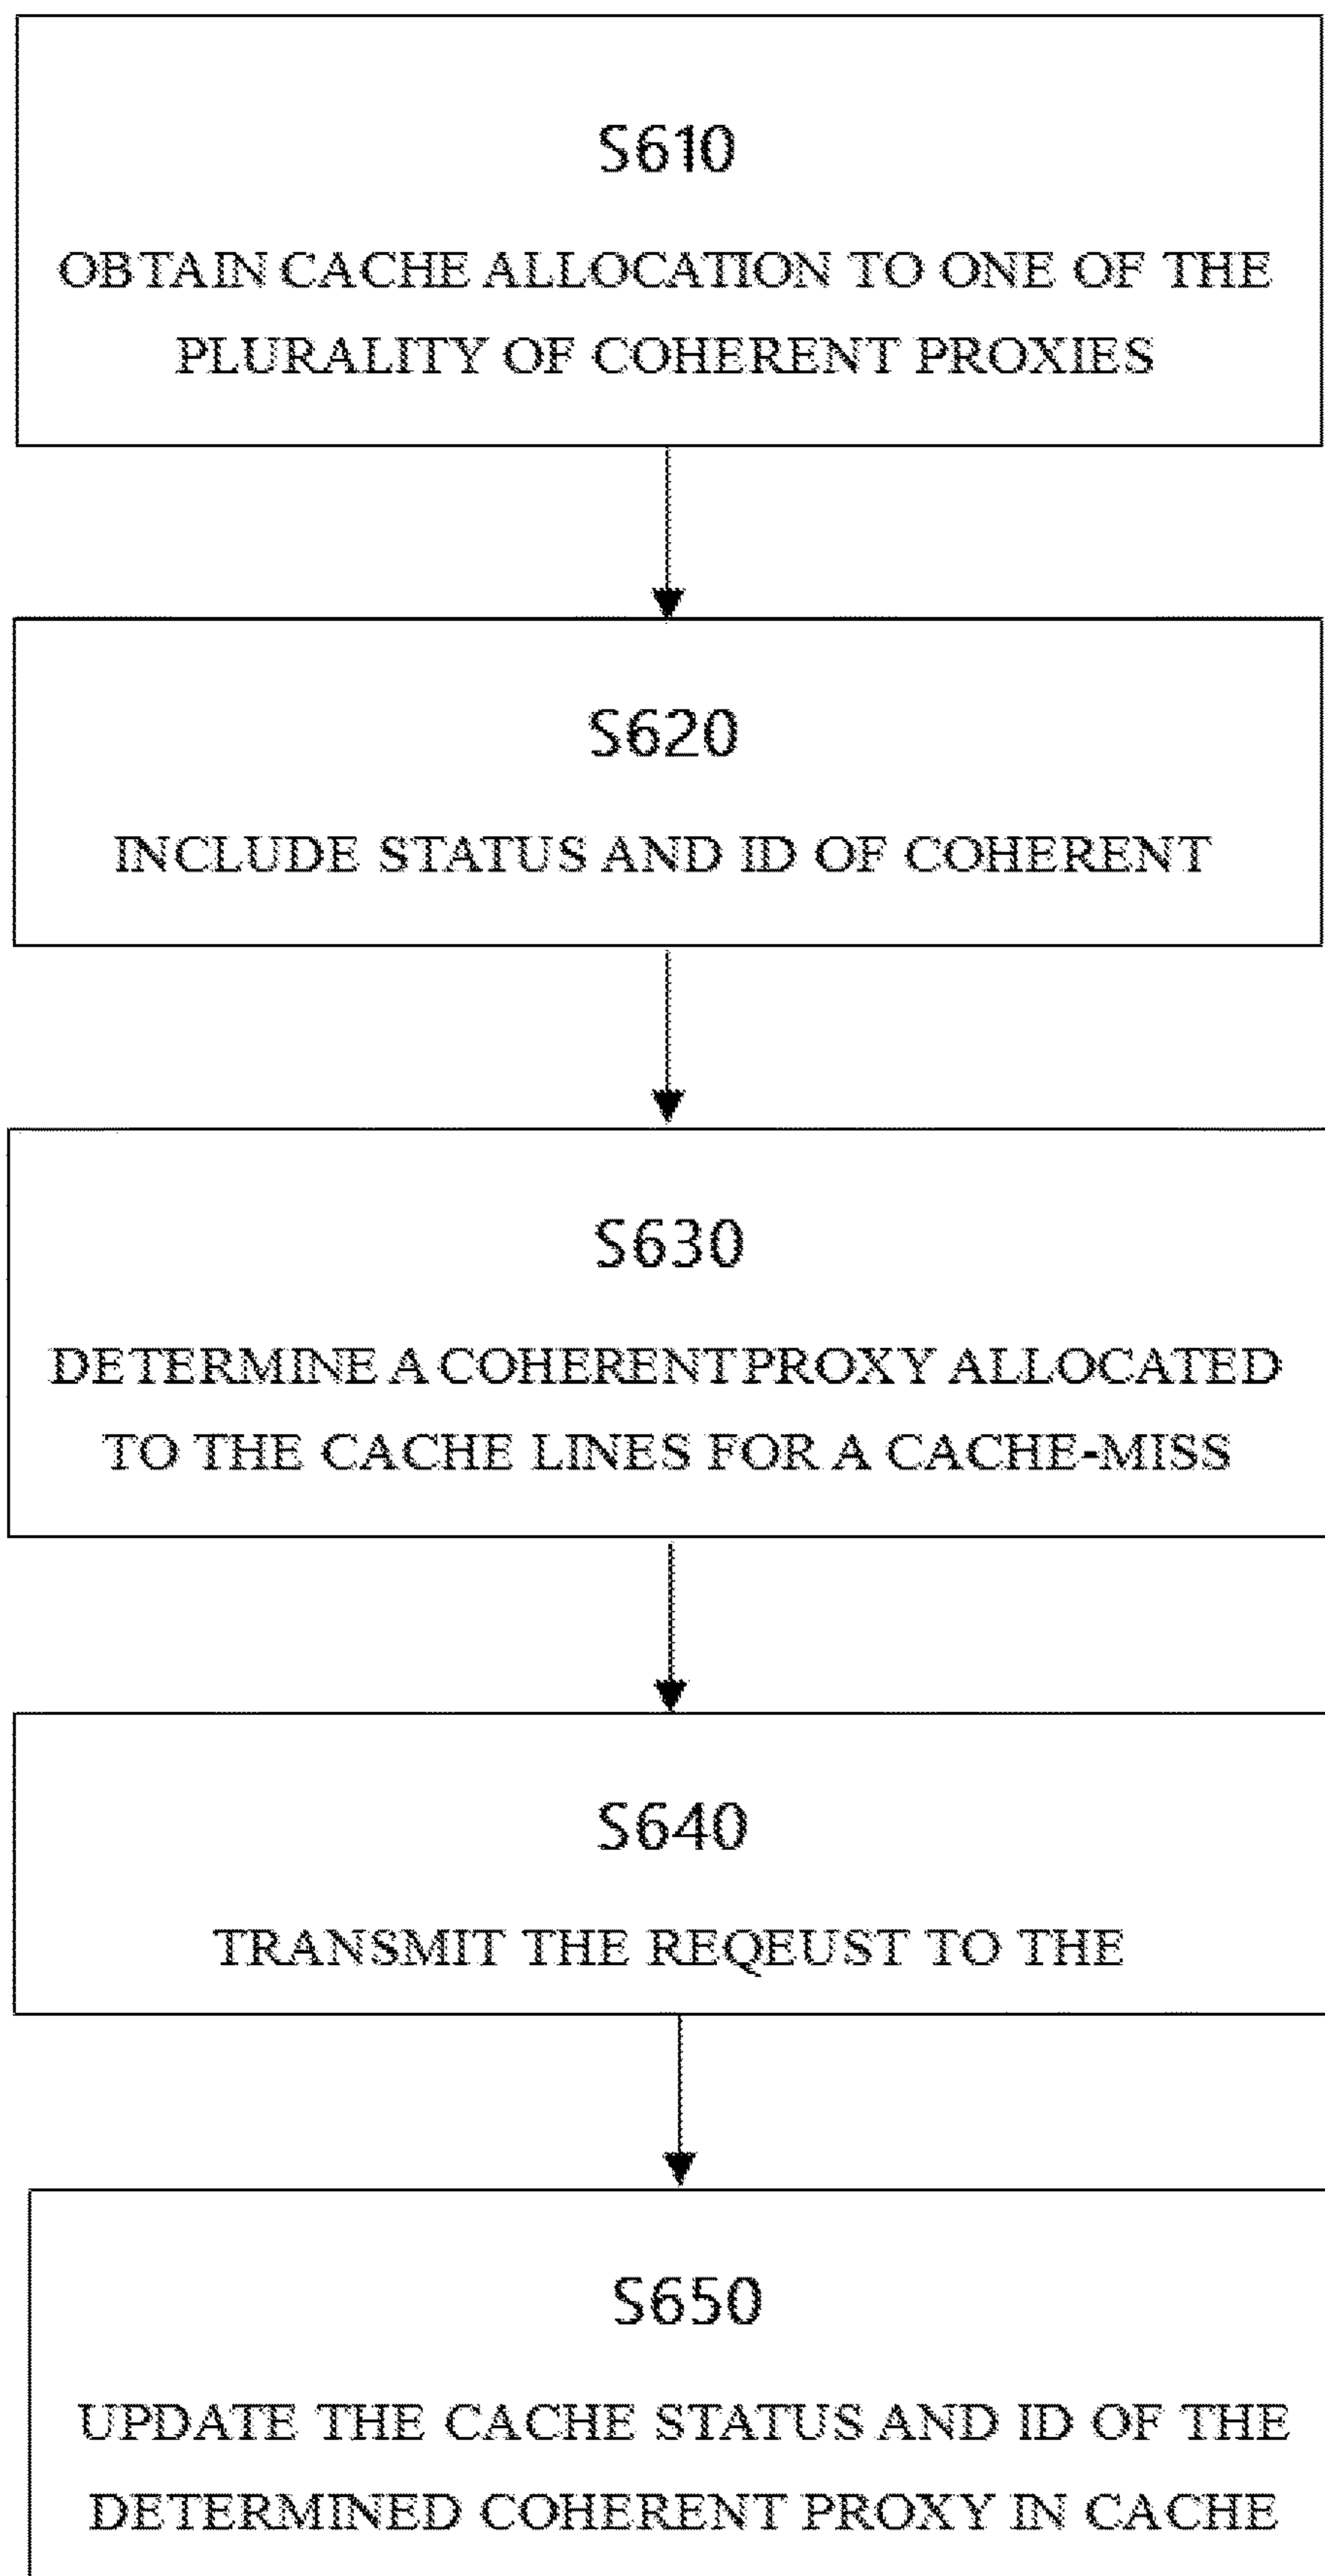 S610
OBTAIN CACHE ALLOCATION TO ONE OF THE
PLURALITY OF COHERENT PROXIES
S620
INCLUDE STATUS AND ID OF COHERENT
S630
DETERMINE A COHERENT PROXY ALLOCATED
TO THE CACHE LINES FOR A CACHE-MISS
S640
TRANSMIT THE REQEUST TO THE
S650
UPDATE THE CACHE STATUS AND ID OF THE
DETERMINED COHERENT PROXY IN CACHE